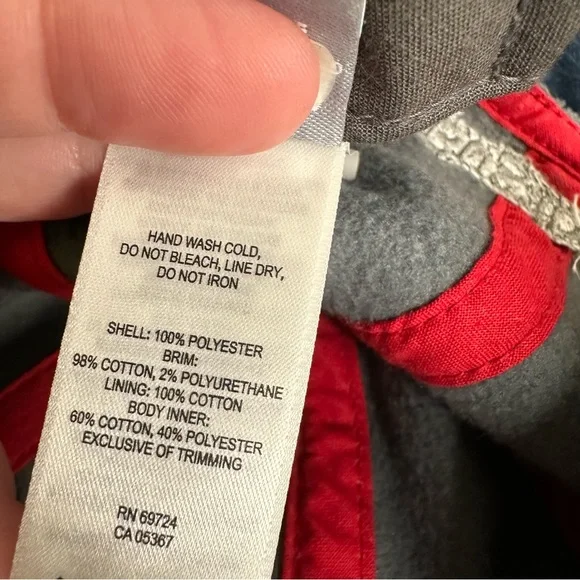 HAND WASH COLD,
DO NOT BLEACH, LINE DRY,
DO NOT IRON
SHELL: 100% POLYESTER
BRIM:
98% COTTON, 2% POLYURETHANE
LINING: 100% COTTON
BODY INNER:
60% COTTON, 40% POLYESTER
EXCLUSIVE OF TRIMMING
RN 69724
CA 05367